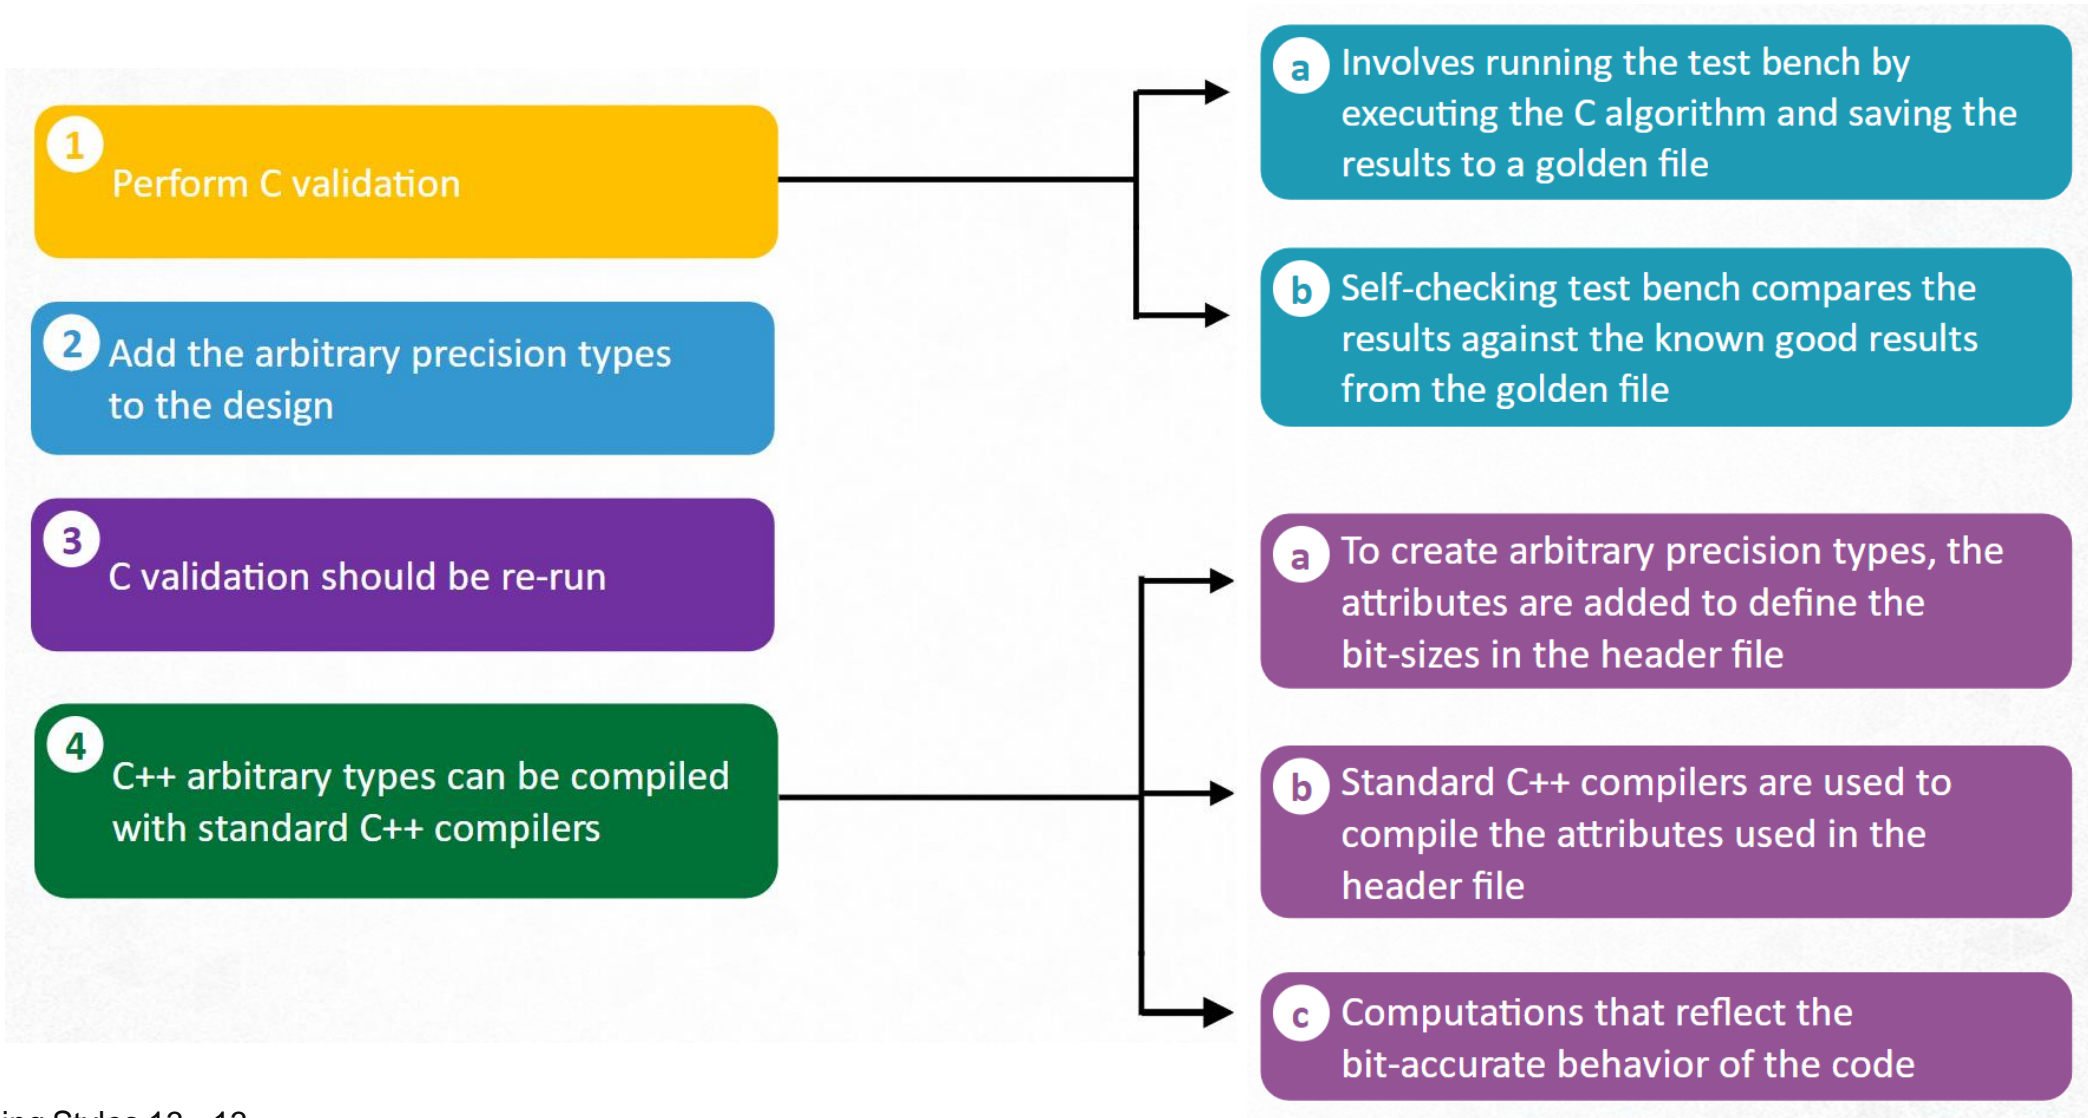 1
Perform C validation
2
Add the arbitrary precision types
to the design
3
C validation should be re-run
4
C++ arbitrary types can be compiled
with standard C++ compilers
a
Involves running the test bench by
executing the C algorithm and saving the
results to a golden file
b
Self-checking test bench compares the
results against the known good results
from the golden file
a
To create arbitrary precision types, the
attributes are added to define the
bit-sizes in the header file
b
Standard C++ compilers are used to
compile the attributes used in the
header file
c
Computations that reflect the
bit-accurate behavior of the code
Styles